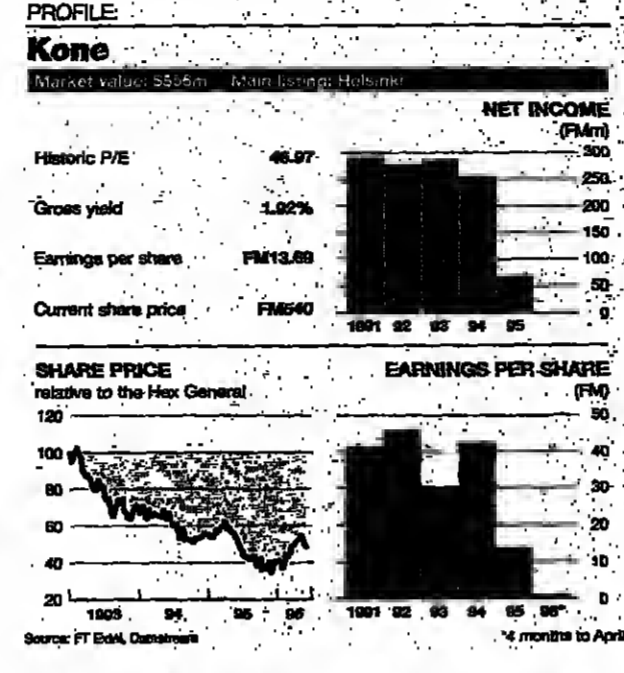 PROFILE:
Kone
Market value: $556m Main listing: Helsinki
Historic P/E 46.97
Gross yield 1.92%
Earnings per share FM13.69
Current share price FM640
NET INCOME
(FMm)
300
250
200
150
100
50
0
1991 92 93 94 95
SHARE PRICE
relative to the Hex General
120
100
80
60
40
20
1993 94 95 96
EARNINGS PER SHARE
(FM)
50
40
30
20
10
0
1991 92 93 94 95 96*
Source: FT Extel, Datastream
*4 months to April